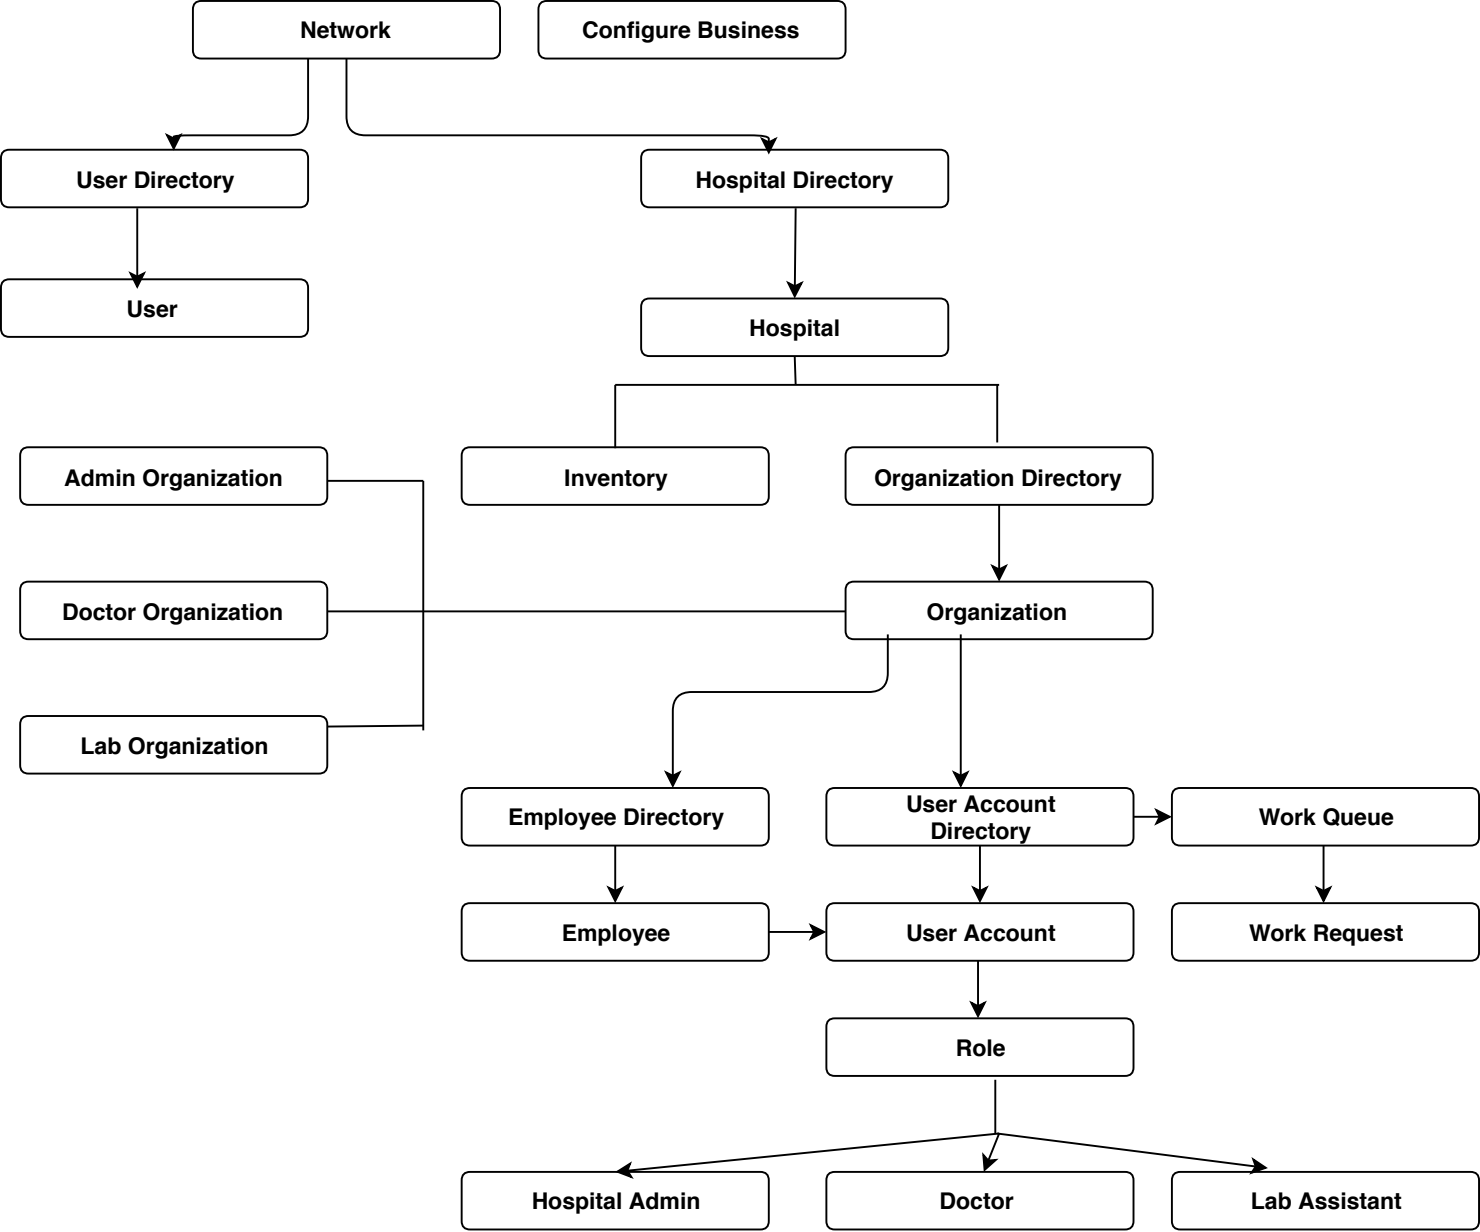 Network
Configure Business
User Directory
Hospital Directory
User
Hospital
Admin Organization
Inventory
Organization Directory
Doctor Organization
Organization
Lab Organization
Employee Directory
User Account
Directory
Work Queue
Employee
User Account
Work Request
Role
Hospital Admin
Doctor
Lab Assistant